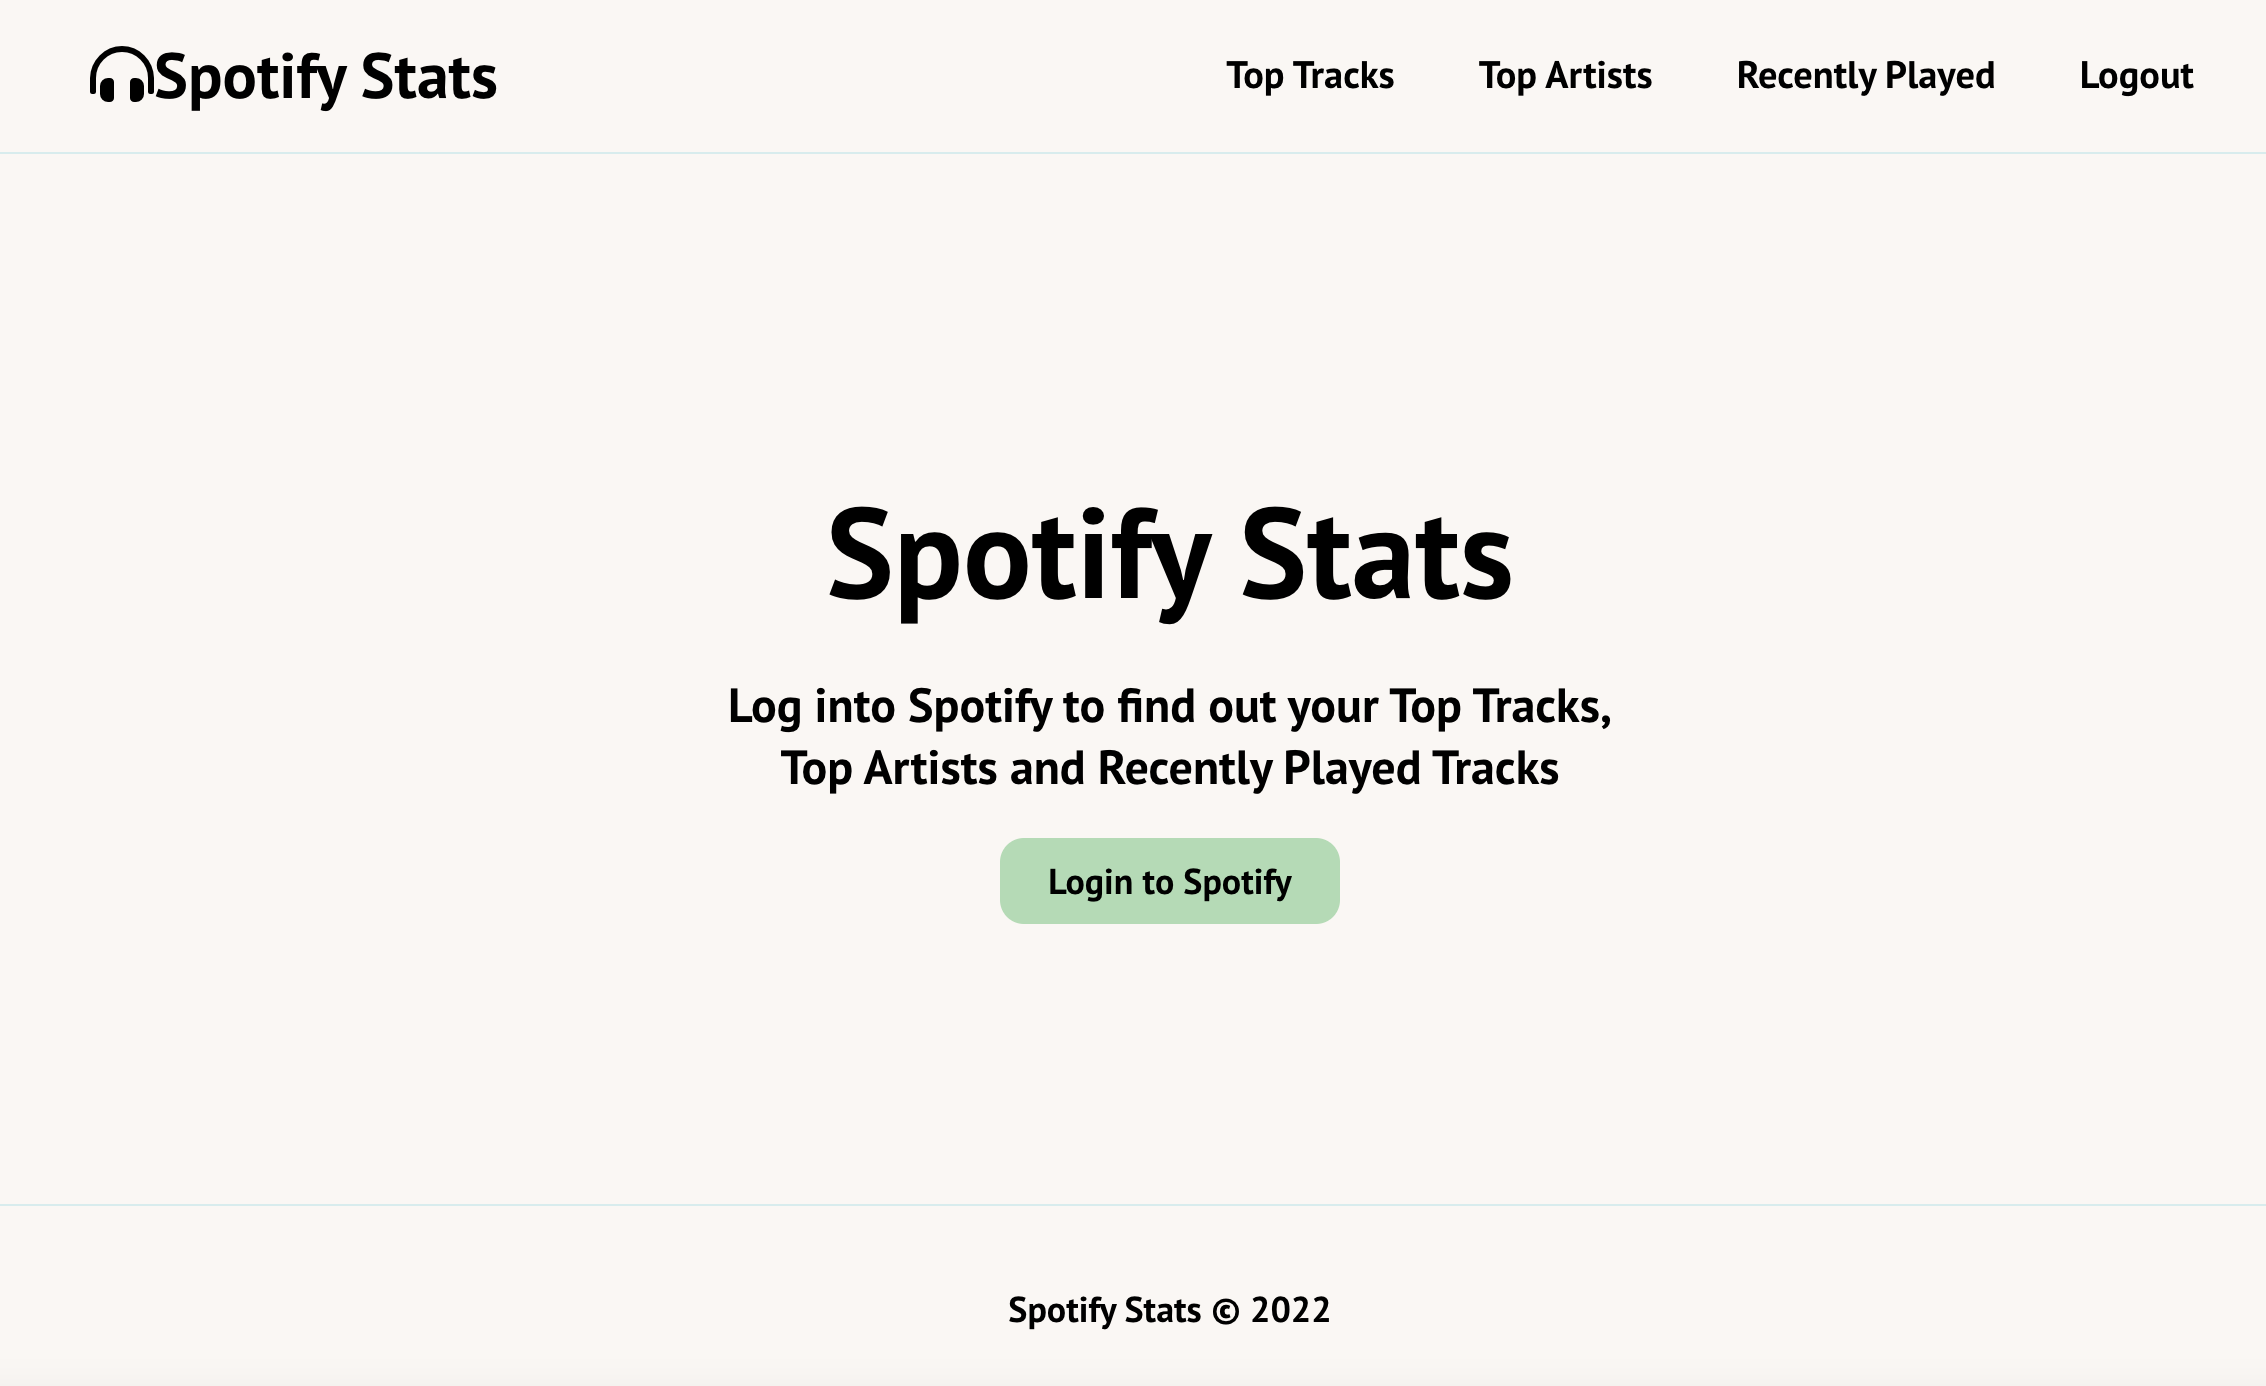 Spotify Stats
Top Tracks
Top Artists
Recently Played
Logout
Spotify Stats
Log into Spotify to find out your Top Tracks,
Top Artists and Recently Played Tracks
Login to Spotify
Spotify Stats © 2022